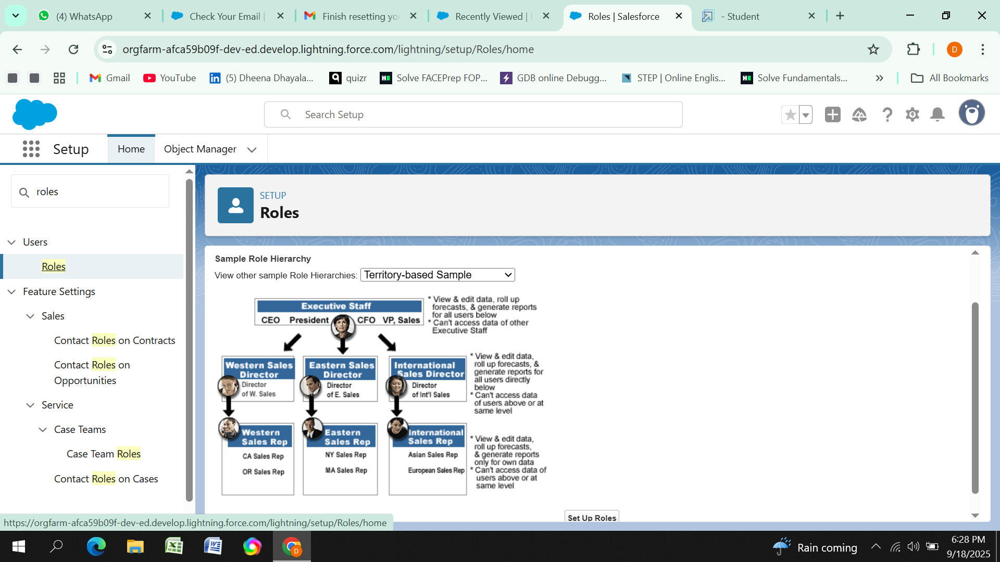 (4) WhatsApp
Check Your Email |
Finish resetting yo
Recently Viewed |
Roles | Salesforce
- Student
orgfarm-afca59b09f-dev-ed.develop.lightning.force.com/lightning/setup/Roles/home
D
Gmail
YouTube
(5) Dheena Dhayala...
quizr
Solve FACEPrep FOP...
GDB online Debugg...
STEP | Online Englis...
Solve Fundamentals...
All Bookmarks
Search Setup
Setup
Home
Object Manager
roles
Users
Roles
Feature Settings
Sales
Contact Roles on Contracts
Contact Roles on
Opportunities
Service
Case Teams
Case Team Roles
Contact Roles on Cases
SETUP
Roles
Sample Role Hierarchy
View other sample Role Hierarchies: Territory-based Sample
Executive Staff
CEO President CFO VP, Sales
* View & edit data, roll up
forecasts, & generate reports
for all users below
* Can't access data of other
Executive Staff
Western Sales
Director
Director
of W. Sales
Eastern Sales
Director
Director
of E. Sales
International
Sales Director
Director
of Int'l Sales
* View & edit data,
roll up forecasts, &
generate reports for
all users directly
below
* Can't access data
of users above or at
same level
Western
Sales Rep
CA Sales Rep
OR Sales Rep
Eastern
Sales Rep
NY Sales Rep
MA Sales Rep
International
Sales Rep
Asian Sales Rep
European Sales Rep
* View & edit data,
roll up forecasts,
& generate reports
only for own data
* Can't access data of
users above or at
same level
Set Up Roles
https://orgfarm-afca59b09f-dev-ed.develop.lightning.force.com/lightning/setup/Roles/home
D
Rain coming
6:28 PM
9/18/2025